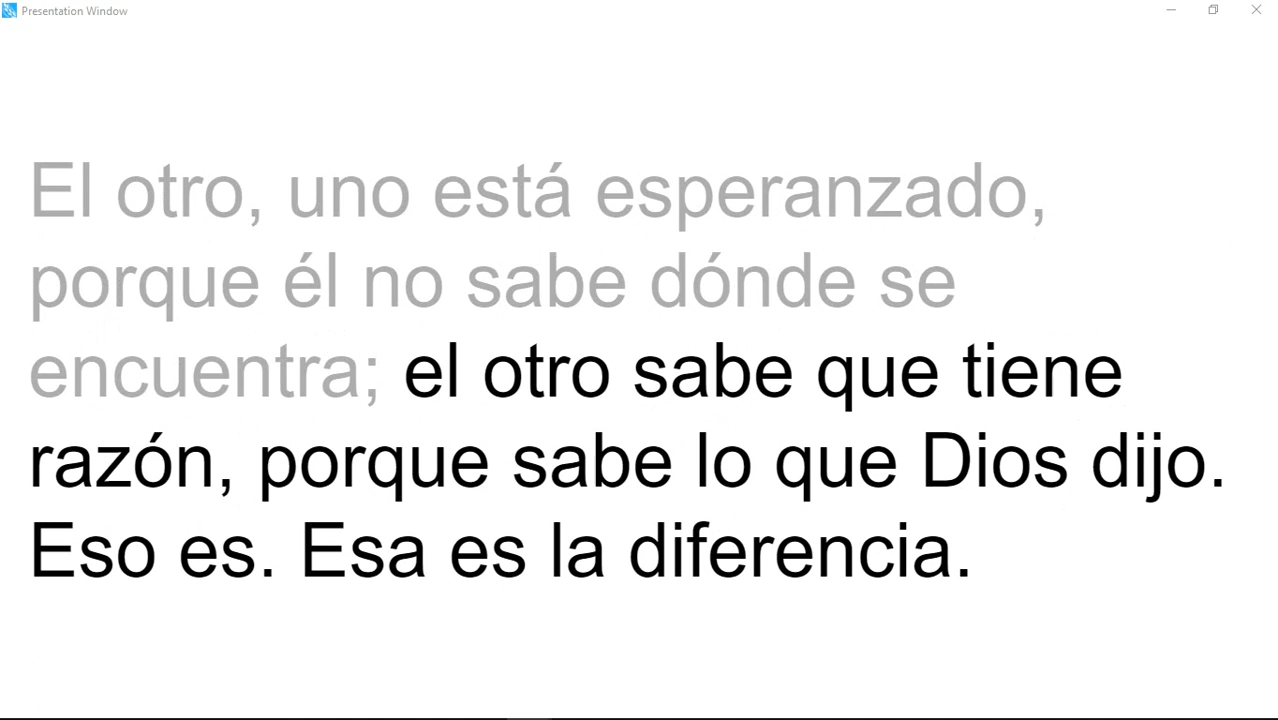 Presentation Window
El otro, uno está esperanzado,
porque él no sabe dónde se
encuentra; el otro sabe que tiene
razón, porque sabe lo que Dios dijo.
Eso es. Esa es la diferencia.